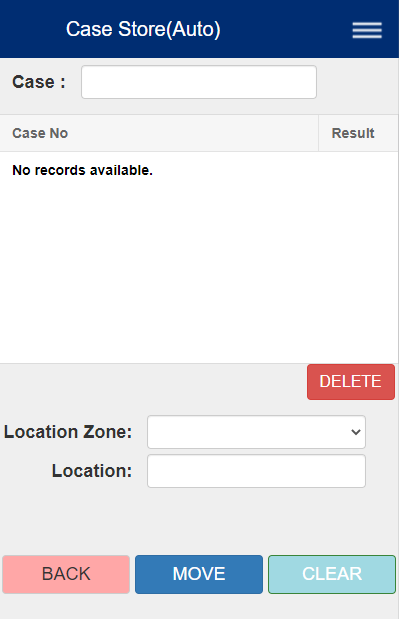 Case Store(Auto)
Case :
Case No Result
No records available.
DELETE
Location Zone:
Location:
BACK MOVE CLEAR